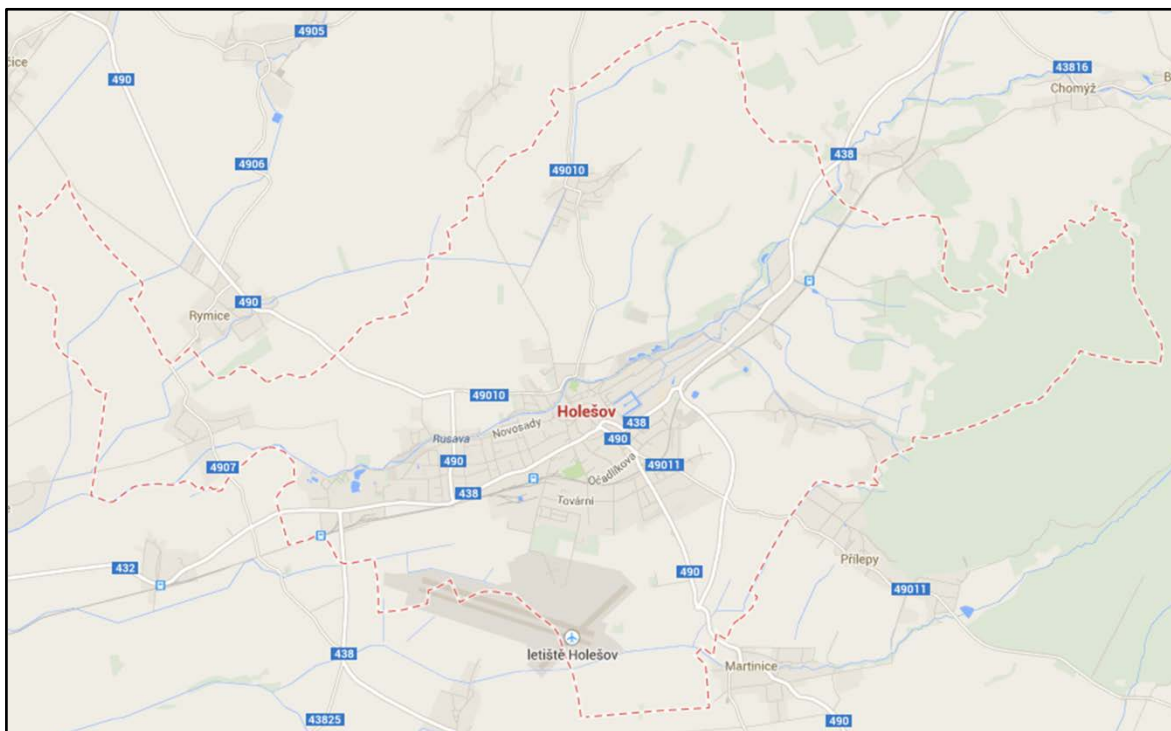 4905
43816
Chomýž
490
438
4906
49010
490
Rymice
49010
Holešov
438
Novosady
Rusava
490
490
49011
Očadlíkova
4907
438
Tovární
Přílepy
432
490
49011
letiště Holešov
438
Martinice
43825
490